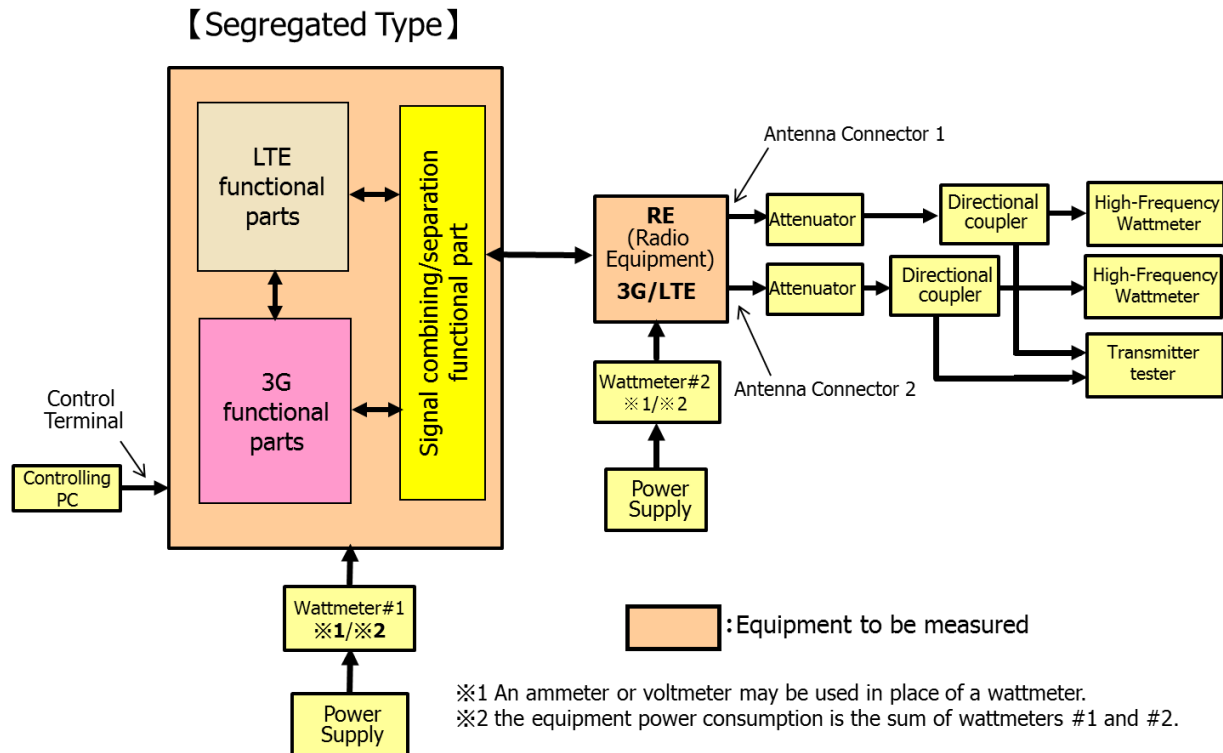 【Segregated Type】
LTE
functional
parts
3G
functional
parts
Signal combining/separation
functional part
Control
Terminal
Controlling
PC
Wattmeter#1
※1/※2
Power
Supply
RE
(Radio
Equipment)
3G/LTE
Wattmeter#2
※1/※2
Power
Supply
Antenna Connector 1
Antenna Connector 2
Attenuator
Directional
coupler
High-Frequency
Wattmeter
Attenuator
Directional
coupler
High-Frequency
Wattmeter
Transmitter
tester
:Equipment to be measured
※1 An ammeter or voltmeter may be used in place of a wattmeter.
※2 the equipment power consumption is the sum of wattmeters #1 and #2.